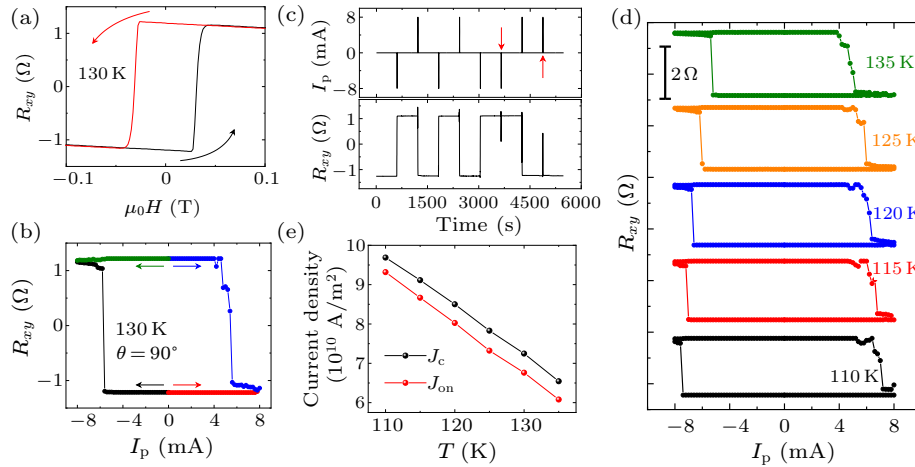 (a)
130 K
R_xy (Ω)
1
0
−1
−0.1
0
0.1
μ₀H (T)
(b)
R_xy (Ω)
1
0
−1
130 K
θ = 90°
−8
−4
0
4
8
I_p (mA)
(c)
I_p (mA)
8
0
−8
R_xy (Ω)
1
0
−1
0
1500
3000
4500
6000
Time (s)
(e)
Current density
(10¹⁰ A/m²)
10
9
8
7
6
J_c
J_on
110
120
130
T (K)
(d)
2 Ω
135 K
125 K
120 K
115 K
110 K
R_xy (Ω)
−8
−4
0
4
8
I_p (mA)